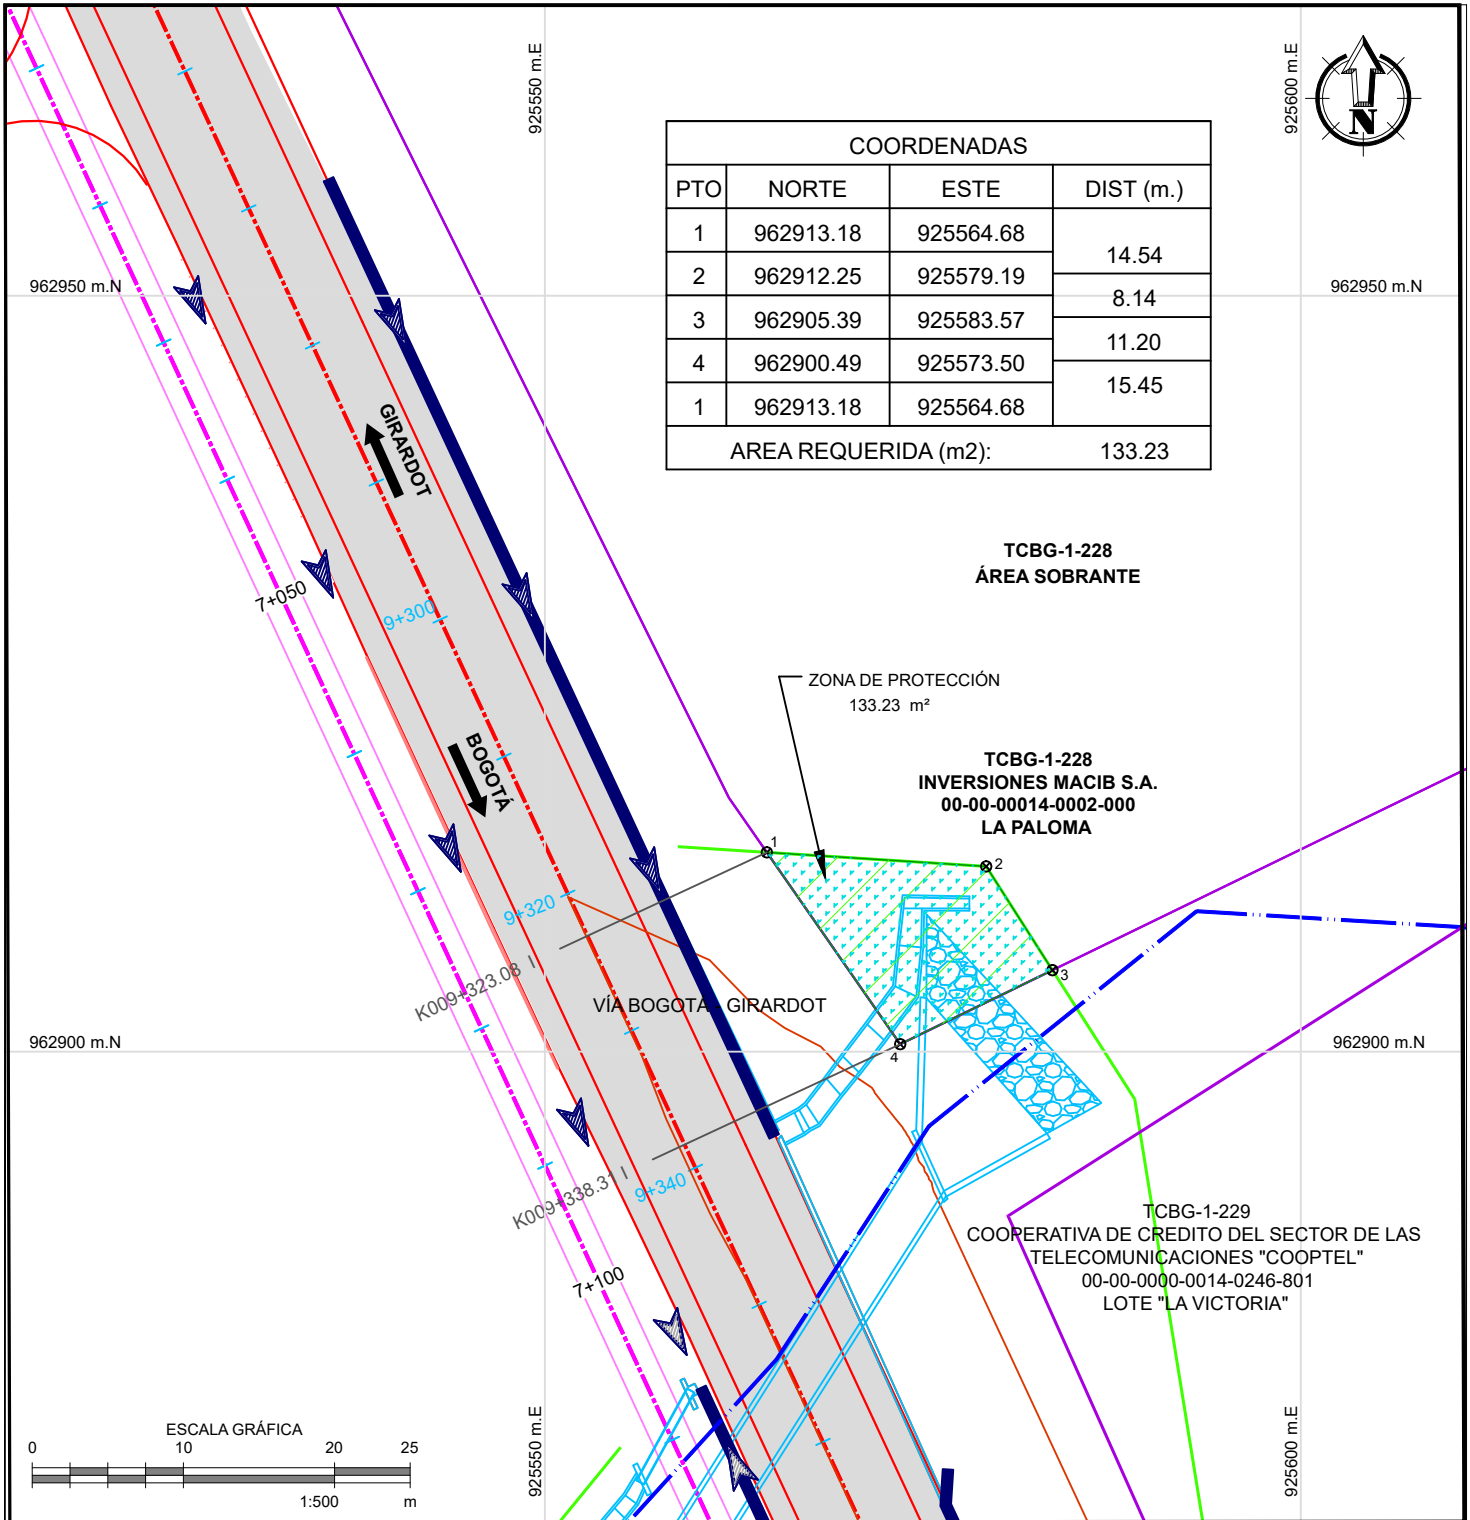 925550 m.E
925600 m.E
N
COORDENADAS
PTO NORTE ESTE DIST (m.)
1 962913.18 925564.68
14.54
2 962912.25 925579.19
8.14
3 962905.39 925583.57
11.20
4 962900.49 925573.50
15.45
1 962913.18 925564.68
AREA REQUERIDA (m2): 133.23
962950 m.N
962950 m.N
GIRARDOT
TCBG-1-228
ÁREA SOBRANTE
7+050
9+300
ZONA DE PROTECCIÓN
133.23 m²
BOGOTÁ
TCBG-1-228
INVERSIONES MACIB S.A.
00-00-00014-0002-000
LA PALOMA
1
2
3
4
9+320
K009+323.08 I
VÍA BOGOTÁ - GIRARDOT
962900 m.N
962900 m.N
K009+338.31 I
9+340
7+100
TCBG-1-229
COOPERATIVA DE CREDITO DEL SECTOR DE LAS
TELECOMUNICACIONES "COOPTEL"
00-00-0000-0014-0246-801
LOTE "LA VICTORIA"
925550 m.E
925600 m.E
ESCALA GRÁFICA
0 10 20 25
1:500 m